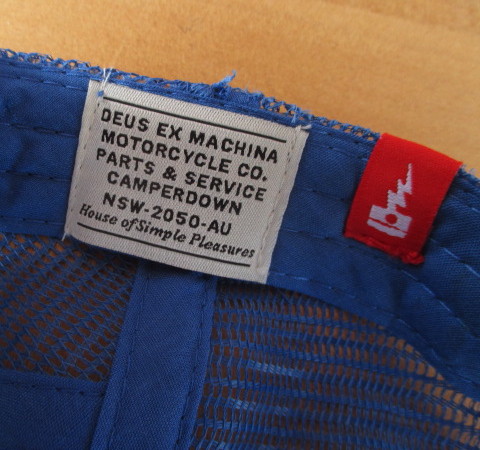 DEUS EX MACHINA
MOTORCYCLE CO.
PARTS & SERVICE
CAMPERDOWN
NSW-2050-AU
House of Simple Pleasures